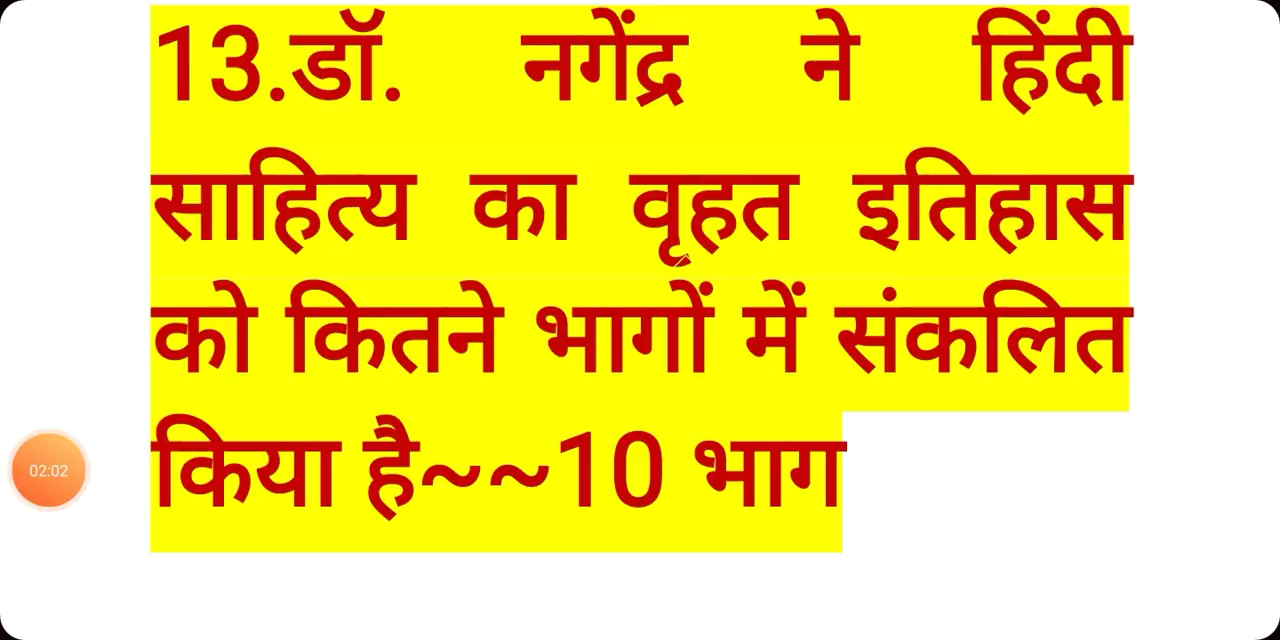 13.डॉ. नगेंद्र ने हिंदी
साहित्य का वृहत इतिहास
को कितने भागों में संकलित
किया है~~10 भाग
02:02